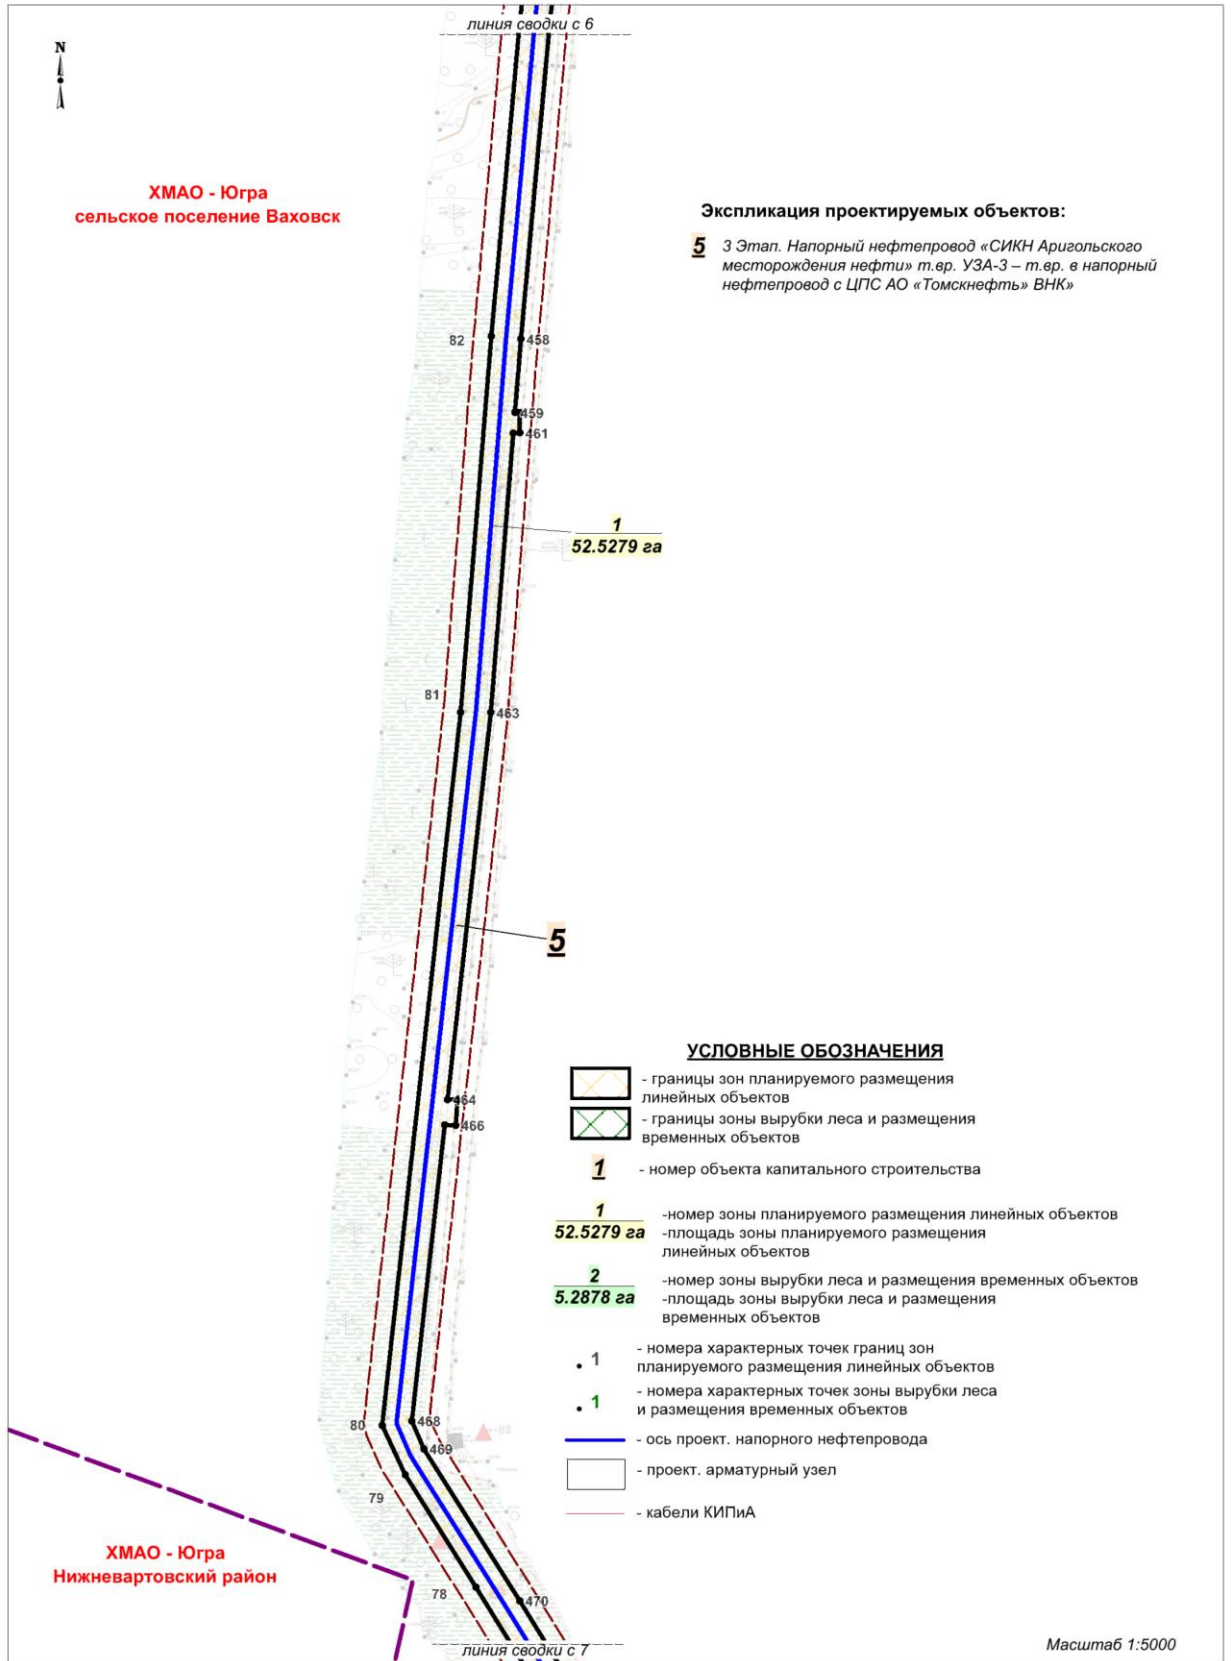 линия сводки с 6
N
ХМАО - Югра
сельское поселение Ваховск
Экспликация проектируемых объектов:
5 3 Этап. Напорный нефтепровод «СИКН Аригольского
месторождения нефти» т.вр. УЗА-3 – т.вр. в напорный
нефтепровод с ЦПС АО «Томскнефть» ВНК»
82
458
459
461
1
52.5279 га
81
463
5
464
466
80
468
469
79
78
470
УСЛОВНЫЕ ОБОЗНАЧЕНИЯ
- границы зон планируемого размещения
линейных объектов
- границы зоны вырубки леса и размещения
временных объектов
1 - номер объекта капитального строительства
1
52.5279 га
-номер зоны планируемого размещения линейных объектов
-площадь зоны планируемого размещения
линейных объектов
2
5.2878 га
-номер зоны вырубки леса и размещения временных объектов
-площадь зоны вырубки леса и размещения
временных объектов
1 - номера характерных точек границ зон
планируемого размещения линейных объектов
1 - номера характерных точек зоны вырубки леса
и размещения временных объектов
- ось проект. напорного нефтепровода
- проект. арматурный узел
- кабели КИПиА
ХМАО - Югра
Нижневартовский район
линия сводки с 7
Масштаб 1:5000